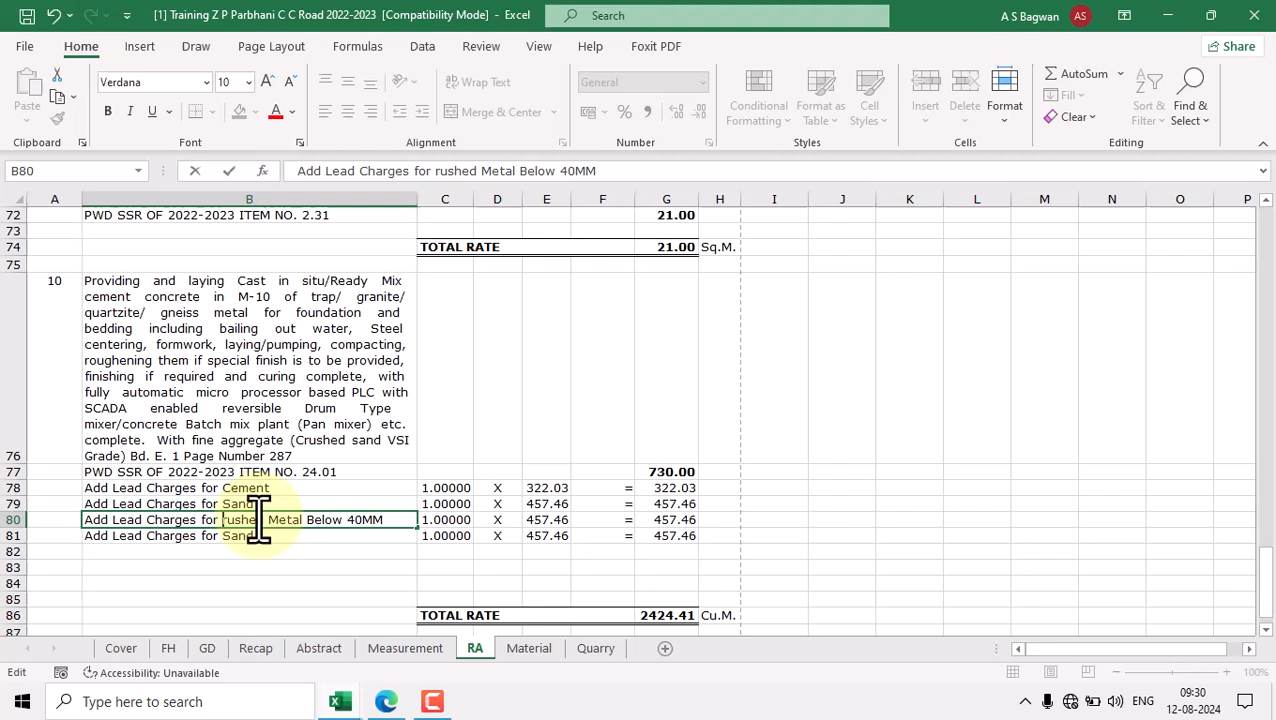 [1] Training Z P Parbhani C C Road 2022-2023 [Compatibility Mode] - Excel
Search
A S Bagwan AS
File Home Insert Draw Page Layout Formulas Data Review View Help Foxit PDF Share
Paste
Clipboard
Verdana 10
B I U
Font
Wrap Text
Merge & Center
Alignment
General
Number
Conditional Formatting
Format as Table
Cell Styles
Styles
Insert Delete Format
Cells
AutoSum
Fill
Clear
Sort & Filter
Find & Select
Editing
B80 Add Lead Charges for rushed Metal Below 40MM
A B C D E F G H I J K L M N O P
72 PWD SSR OF 2022-2023 ITEM NO. 2.31 21.00
73
74 TOTAL RATE 21.00 Sq.M.
75
10 Providing and laying Cast in situ/Ready Mix
cement concrete in M-10 of trap/ granite/
quartzite/ gneiss metal for foundation and
bedding including bailing out water, Steel
centering, formwork, laying/pumping, compacting,
roughening them if special finish is to be provided,
finishing if required and curing complete, with
fully automatic micro processor based PLC with
SCADA enabled reversible Drum Type
mixer/concrete Batch mix plant (Pan mixer) etc.
complete. With fine aggregate (Crushed sand VSI
76 Grade) Bd. E. 1 Page Number 287
77 PWD SSR OF 2022-2023 ITEM NO. 24.01 730.00
78 Add Lead Charges for Cement 1.00000 X 322.03 = 322.03
79 Add Lead Charges for Sand 1.00000 X 457.46 = 457.46
80 Add Lead Charges for rushe Metal Below 40MM 1.00000 X 457.46 = 457.46
81 Add Lead Charges for Sand 1.00000 X 457.46 = 457.46
82
83
84
85
86 TOTAL RATE 2424.41 Cu.M.
87
Cover FH GD Recap Abstract Measurement RA Material Quarry
Edit Accessibility: Unavailable 100%
Type here to search
ENG
09:30
12-08-2024